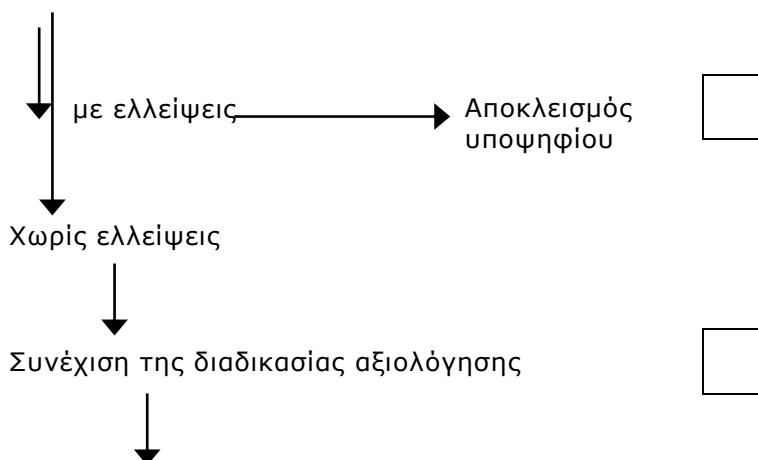 με ελλείψεις
Αποκλεισμός
υποψηφίου
Χωρίς ελλείψεις
Συνέχιση της διαδικασίας αξιολόγησης